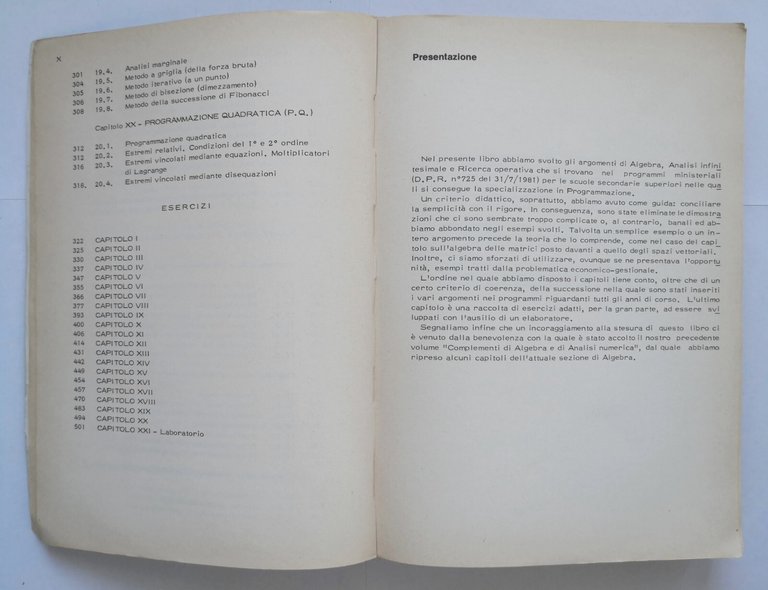 X
301 19.4. Analisi marginale
304 19.5. Metodo a griglia (della forza bruta)
305 19.6. Metodo iterativo (a un punto)
306 19.7. Metodo di bisezione (dimezzamento)
308 19.8. Metodo della successione di Fibonacci
Capitolo XX - PROGRAMMAZIONE QUADRATICA (P.Q.)
312 20.1. Programmazione quadratica
312 20.2. Estremi relativi. Condizioni del 1° e 2° ordine
316 20.3. Estremi vincolati mediante equazioni. Moltiplicatori
di Lagrange
318. 20.4. Estremi vincolati mediante disequazioni
ESERCIZI
322 CAPITOLO I
325 CAPITOLO II
330 CAPITOLO III
337 CAPITOLO IV
347 CAPITOLO V
355 CAPITOLO VI
366 CAPITOLO VII
377 CAPITOLO VIII
393 CAPITOLO IX
400 CAPITOLO X
406 CAPITOLO XI
414 CAPITOLO XII
431 CAPITOLO XIII
442 CAPITOLO XIV
449 CAPITOLO XV
454 CAPITOLO XVI
457 CAPITOLO XVII
470 CAPITOLO XVIII
483 CAPITOLO XIX
494 CAPITOLO XX
501 CAPITOLO XXI - Laboratorio
Presentazione
Nel presente libro abbiamo svolto gli argomenti di Algebra, Analisi infini
tesimale e Ricerca operativa che si trovano nei programmi ministeriali
(D.P.R. n°725 del 31/7/1981) per le scuole secondarie superiori nelle qua
li si consegue la specializzazione in Programmazione.
Un criterio didattico, soprattutto, abbiamo avuto come guida: conciliare
la semplicità con il rigore. In conseguenza, sono state eliminate le dimostra
zioni che ci sono sembrate troppo complicate o, al contrario, banali ed ab-
biamo abbondato negli esempi svolti. Talvolta un semplice esempio o un in-
tero argomento precede la teoria che lo comprende, come nel caso del capi
tolo sull'algebra delle matrici posto davanti a quello degli spazi vettoriali.
Inoltre, ci siamo sforzati di utilizzare, ovunque se ne presentava l'opportu
nità, esempi tratti dalla problematica economico-gestionale.
L'ordine nel quale abbiamo disposto i capitoli tiene conto, oltre che di un
certo criterio di coerenza, della successione nella quale sono stati inseriti
i vari argomenti nei programmi riguardanti tutti gli anni di corso. L'ultimo
capitolo è una raccolta di esercizi adatti, per la gran parte, ad essere svi
luppati con l'ausilio di un elaboratore.
Segnaliamo infine che un incoraggiamento alla stesura di questo libro ci
è venuto dalla benevolenza con la quale è stato accolto il nostro precedente
volume "Complementi di Algebra e di Analisi numerica", dal quale abbiamo
ripreso alcuni capitoli dell'attuale sezione di Algebra.